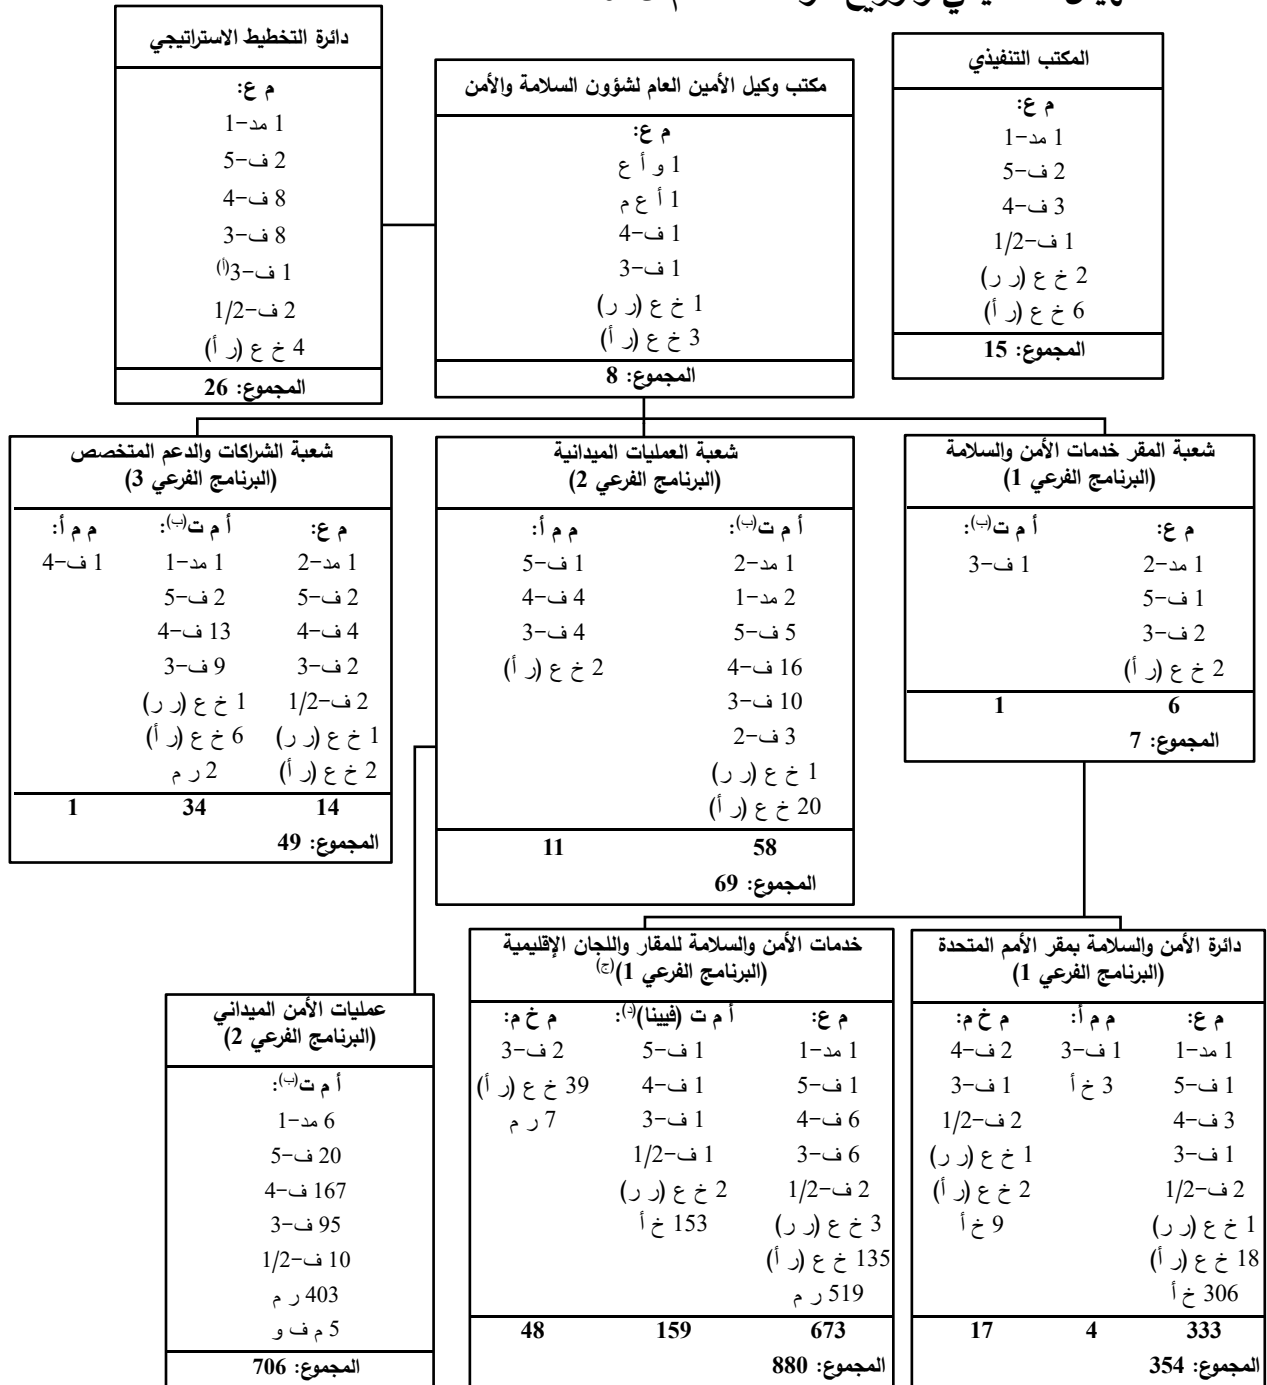 المكتب التنفيذي
م ع:
1 مد-1
2 ف-5
3 ف-4
1 ف-1/2
2 خ ع (ر ر)
6 خ ع (ر أ)
المجموع: 15
مكتب وكيل الأمين العام لشؤون السلامة والأمن
م ع:
1 و أ ع
1 أ ع م
1 ف-4
1 ف-3
1 خ ع (ر ر)
3 خ ع (ر أ)
المجموع: 8
دائرة التخطيط الاستراتيجي
م ع:
1 مد-1
2 ف-5
8 ف-4
8 ف-3
1 ف-3(أ)
2 ف-1/2
4 خ ع (ر أ)
المجموع: 26
شعبة المقر خدمات الأمن والسلامة
(البرنامج الفرعي 1)
م ع: أ م ت(ب):
1 مد-2 1 ف-3
1 ف-5
2 ف-3
2 خ ع (ر أ)
6 1
المجموع: 7
شعبة العمليات الميدانية
(البرنامج الفرعي 2)
أ م ت(ب): م م أ:
1 مد-2 1 ف-5
2 مد-1 4 ف-4
5 ف-5 4 ف-3
16 ف-4 2 خ ع (ر أ)
10 ف-3
3 ف-2
1 خ ع (ر ر)
20 خ ع (ر أ)
58 11
المجموع: 69
شعبة الشراكات والدعم المتخصص
(البرنامج الفرعي 3)
م ع: أ م ت(ب): م م أ:
1 مد-2 1 مد-1 1 ف-4
2 ف-5 2 ف-5
4 ف-4 13 ف-4
2 ف-3 9 ف-3
2 ف-1/2 1 خ ع (ر ر)
1 خ ع (ر ر) 6 خ ع (ر أ)
2 خ ع (ر أ) 2 ر م
14 34 1
المجموع: 49
دائرة الأمن والسلامة بمقر الأمم المتحدة
(البرنامج الفرعي 1)
م ع: م م أ: م خ م:
1 مد-1 1 ف-3 2 ف-4
1 ف-5 3 خ أ 1 ف-3
3 ف-4 2 ف-1/2
1 ف-3 1 خ ع (ر ر)
2 ف-1/2 2 خ ع (ر أ)
1 خ ع (ر ر) 9 خ أ
18 خ ع (ر أ)
306 خ أ
333 4 17
المجموع: 354
خدمات الأمن والسلامة للمقار واللجان الإقليمية
(البرنامج الفرعي 1)(ج)
م ع: أ م ت (فيينا)(د): م خ م:
1 مد-1 1 ف-5 2 ف-3
1 ف-5 1 ف-4 39 خ ع (ر أ)
6 ف-4 1 ف-3 7 ر م
6 ف-3 1 ف-1/2
2 ف-1/2 2 خ ع (ر ر)
3 خ ع (ر ر) 153 خ أ
135 خ ع (ر أ)
519 ر م
673 159 48
المجموع: 880
عمليات الأمن الميداني
(البرنامج الفرعي 2)
أ م ت(ب):
6 مد-1
20 ف-5
167 ف-4
95 ف-3
10 ف-1/2
403 ر م
5 م ف و
المجموع: 706